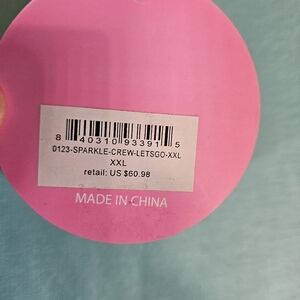 8 40310 93391 5
0123-SPARKLE-CREW-LETSGO-XXL
XXL
retail: US $60.98
MADE IN CHINA